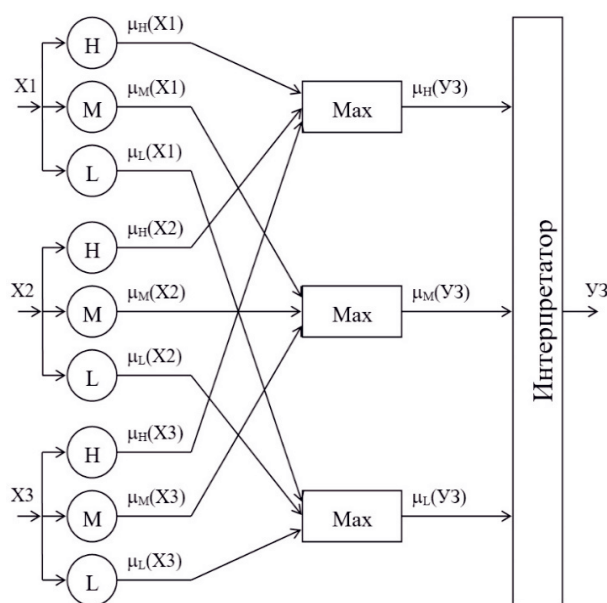 X1
H
μH(X1)
M
μM(X1)
L
μL(X1)
X2
H
μH(X2)
M
μM(X2)
L
μL(X2)
X3
H
μH(X3)
M
μM(X3)
L
μL(X3)
Max
μH(УЗ)
Max
μM(УЗ)
Max
μL(УЗ)
Интерпретатор
УЗ